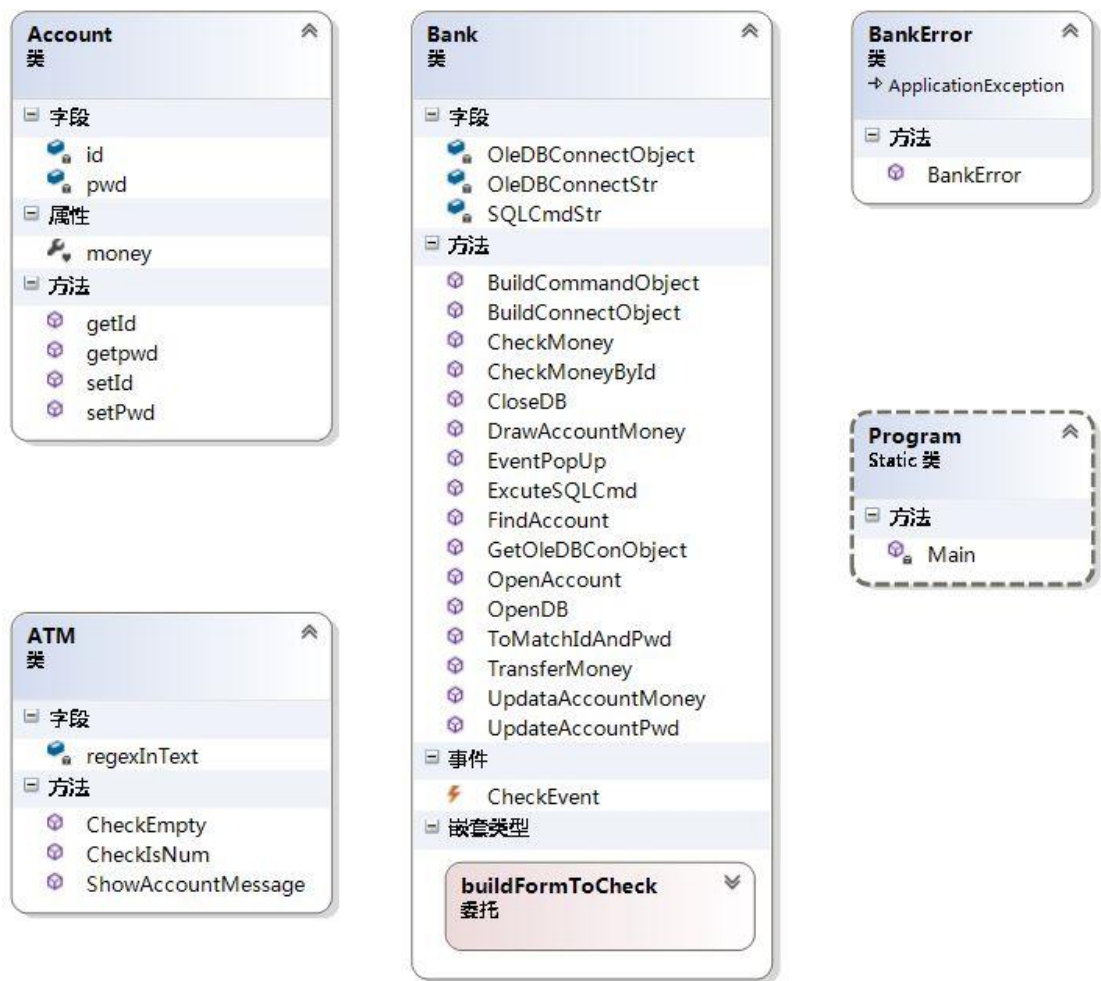 Account
类
字段
id
pwd
属性
money
方法
getId
getpwd
setId
setPwd
ATM
类
字段
regexInText
方法
CheckEmpty
CheckIsNum
ShowAccountMessage
Bank
类
字段
OleDBConnectObject
OleDBConnectStr
SQLCmdStr
方法
BuildCommandObject
BuildConnectObject
CheckMoney
CheckMoneyById
CloseDB
DrawAccountMoney
EventPopUp
ExcuteSQLCmd
FindAccount
GetOleDBConObject
OpenAccount
OpenDB
ToMatchIdAndPwd
TransferMoney
UpdataAccountMoney
UpdateAccountPwd
事件
CheckEvent
嵌套类型
buildFormToCheck
委托
BankError
类
ApplicationException
方法
BankError
Program
Static 类
方法
Main